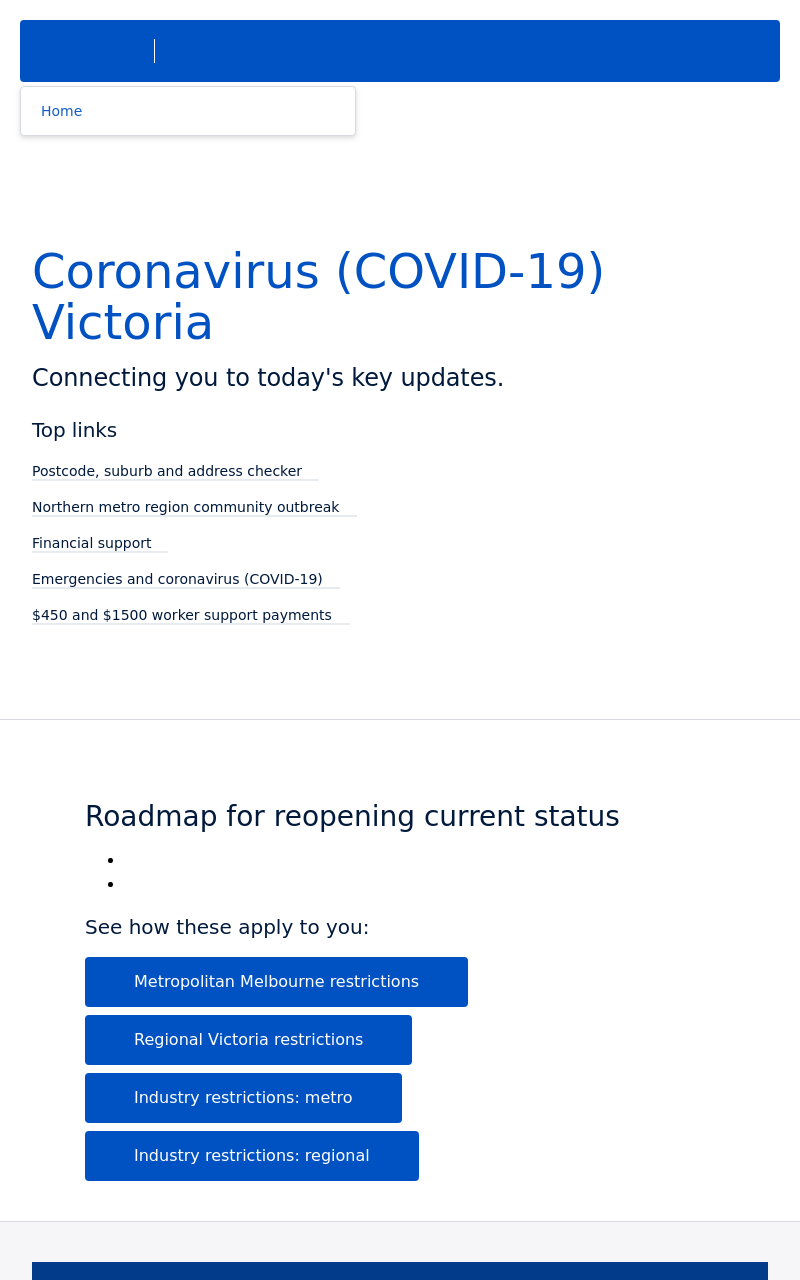 Home
Coronavirus (COVID-19)
Victoria
Connecting you to today's key updates.
Top links
Postcode, suburb and address checker
Northern metro region community outbreak
Financial support
Emergencies and coronavirus (COVID-19)
$450 and $1500 worker support payments
Roadmap for reopening current status
See how these apply to you:
Metropolitan Melbourne restrictions
Regional Victoria restrictions
Industry restrictions: metro
Industry restrictions: regional